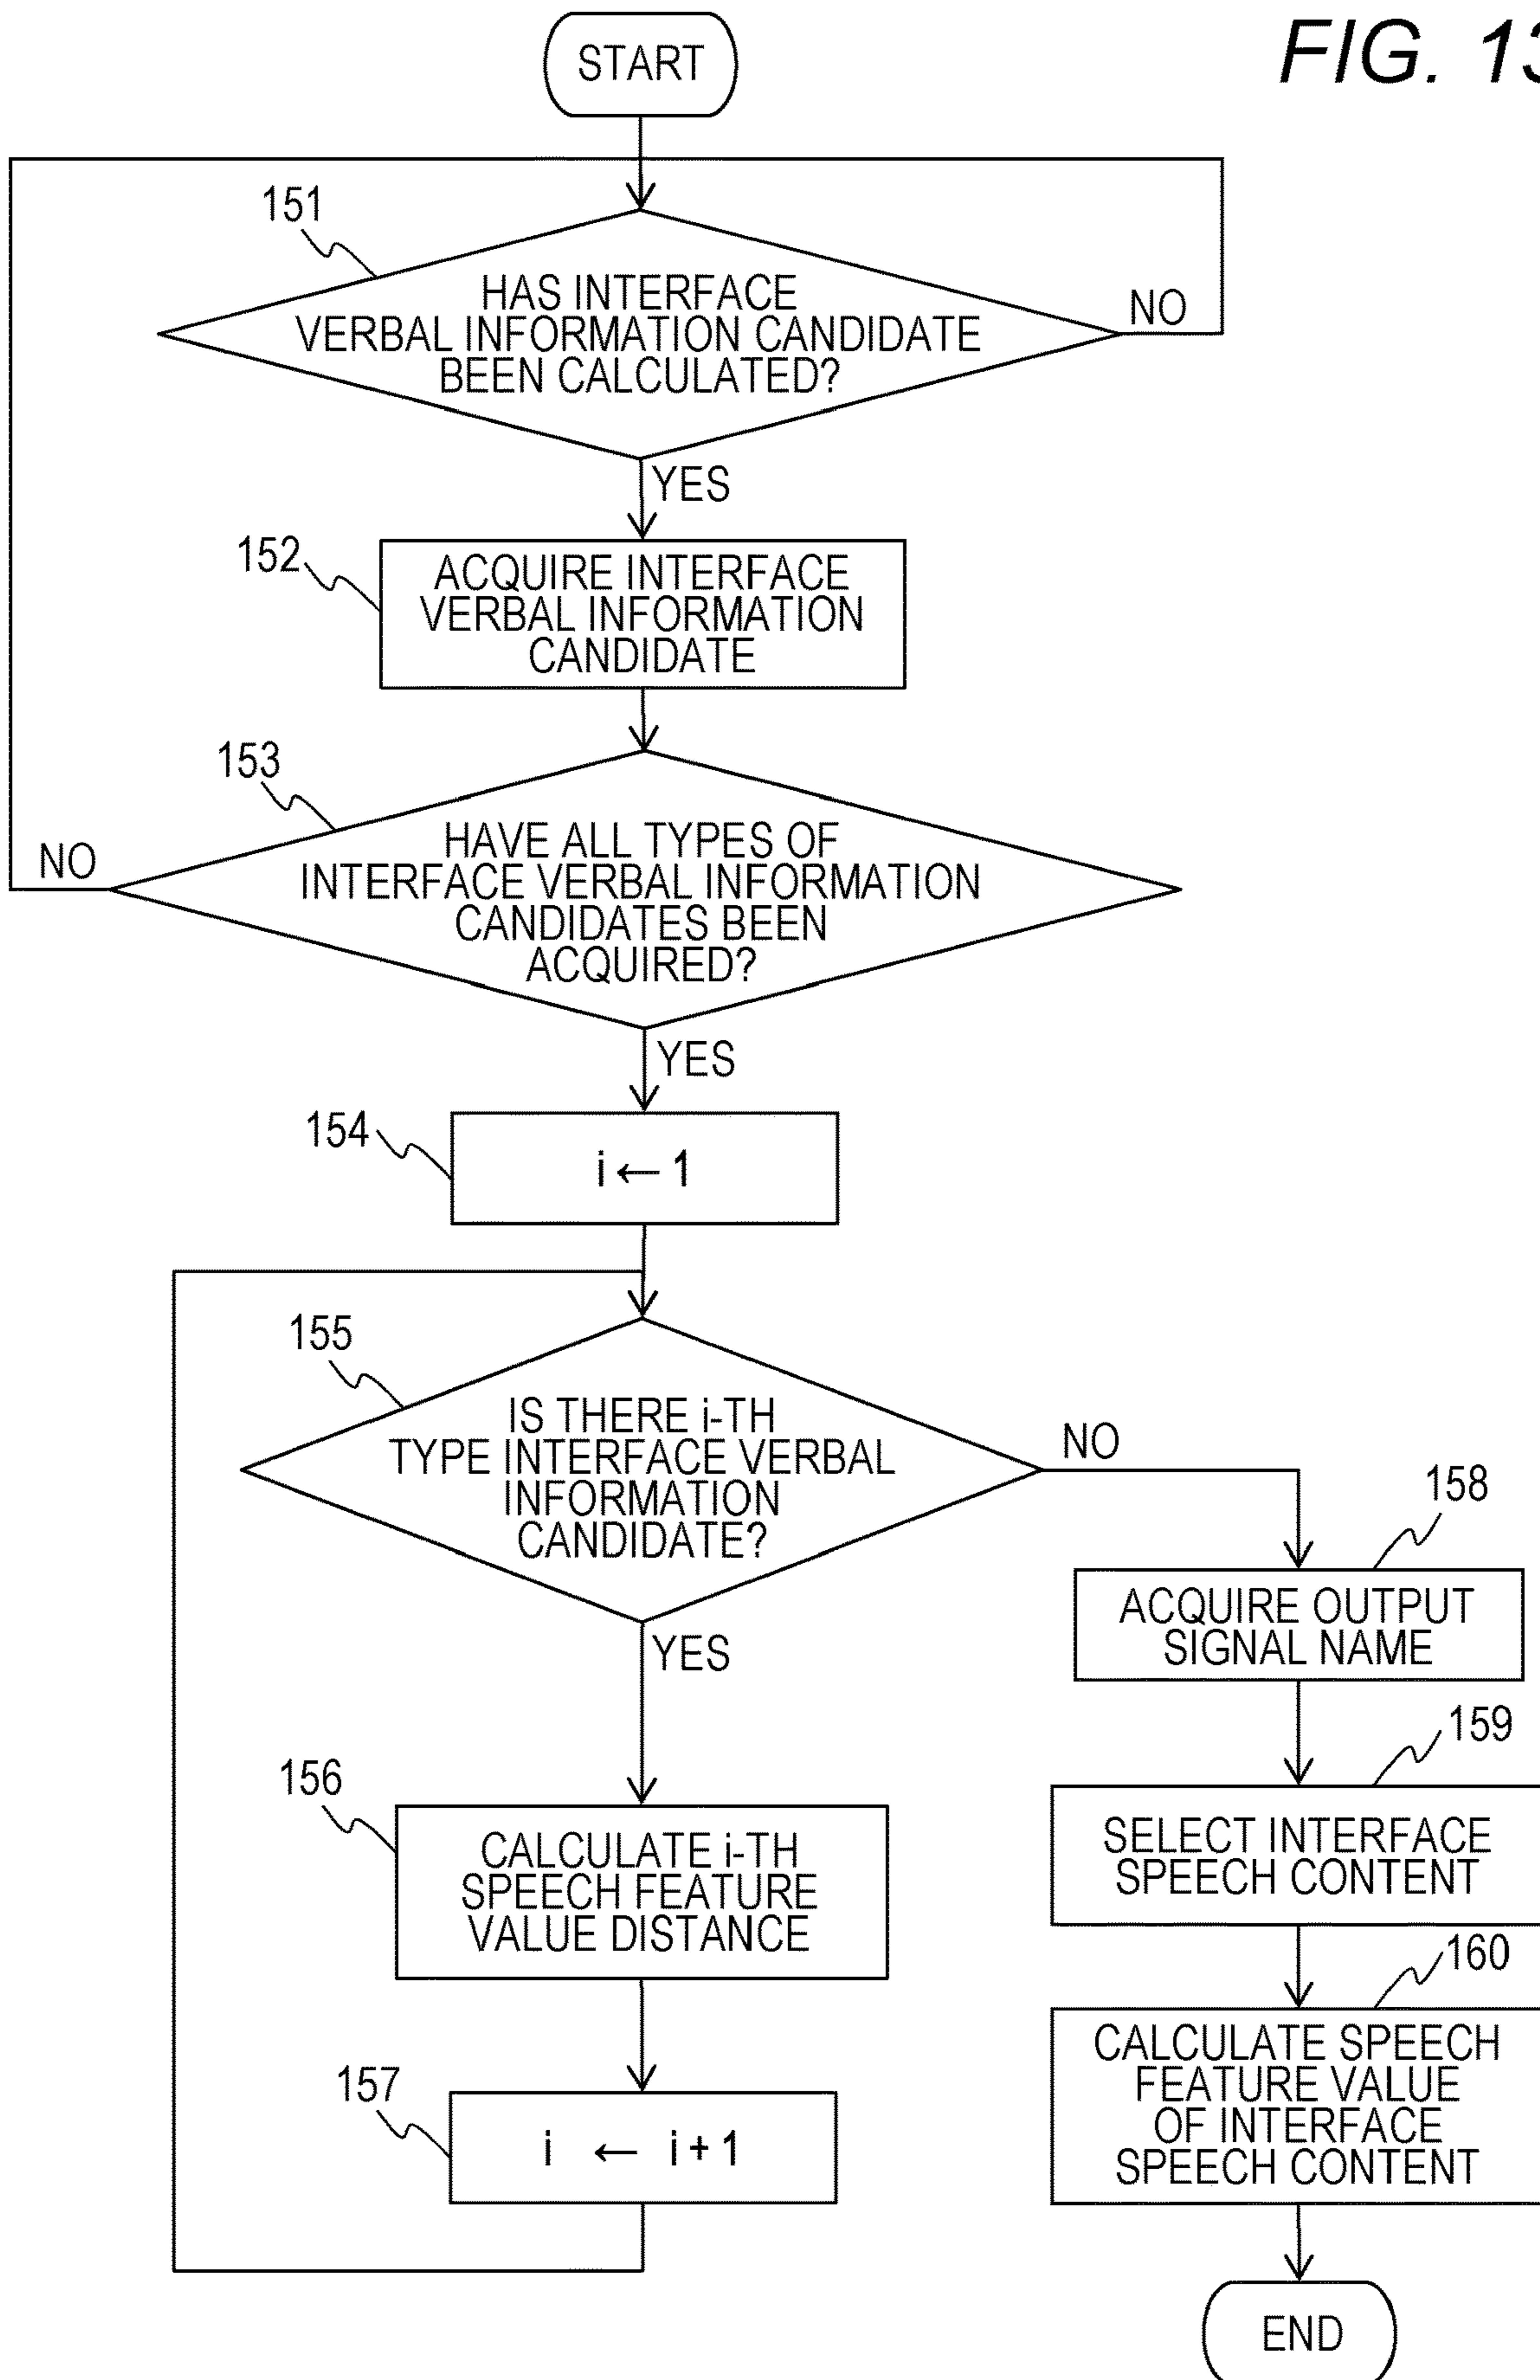 FIG. 13
START
151
HAS INTERFACE
VERBAL INFORMATION CANDIDATE
BEEN CALCULATED?
NO
YES
152
ACQUIRE INTERFACE
VERBAL INFORMATION
CANDIDATE
153
HAVE ALL TYPES OF
INTERFACE VERBAL INFORMATION
CANDIDATES BEEN
ACQUIRED?
NO
YES
154
i ← 1
155
IS THERE i-TH
TYPE INTERFACE VERBAL
INFORMATION
CANDIDATE?
NO
YES
156
CALCULATE i-TH
SPEECH FEATURE
VALUE DISTANCE
157
i ← i + 1
158
ACQUIRE OUTPUT
SIGNAL NAME
159
SELECT INTERFACE
SPEECH CONTENT
160
CALCULATE SPEECH
FEATURE VALUE
OF INTERFACE
SPEECH CONTENT
END